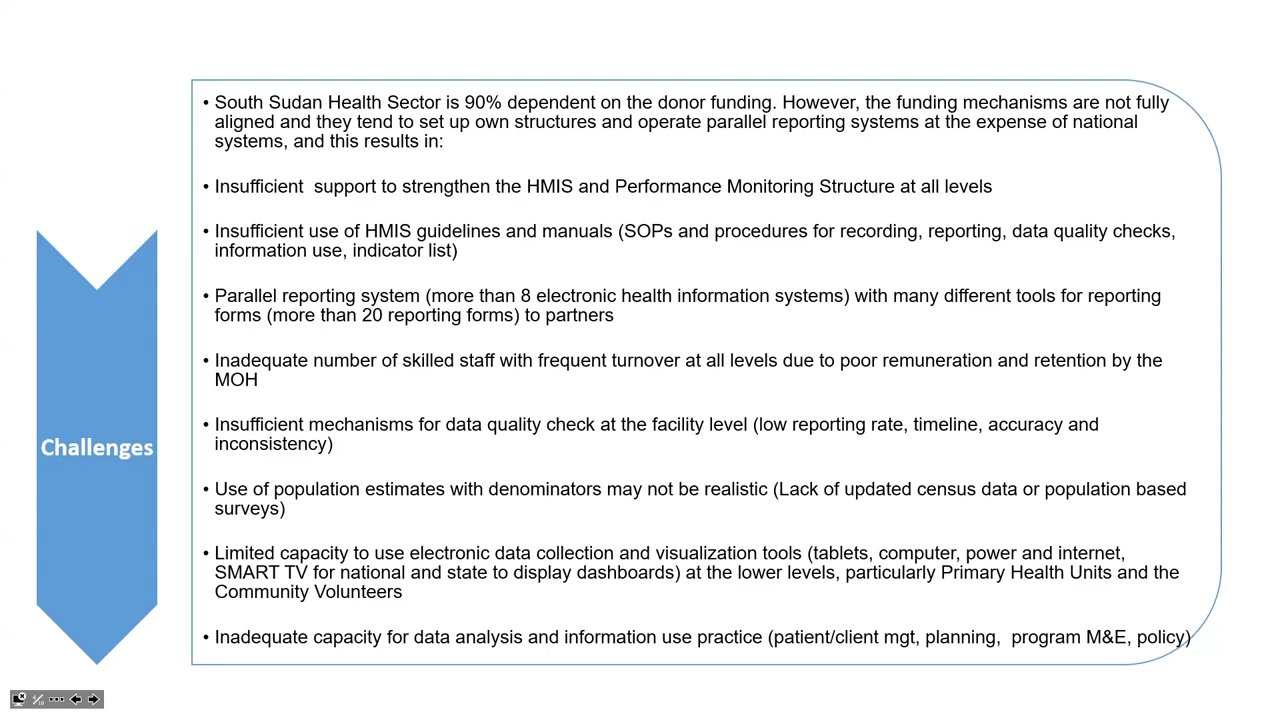 • South Sudan Health Sector is 90% dependent on the donor funding. However, the funding mechanisms are not fully
aligned and they tend to set up own structures and operate parallel reporting systems at the expense of national
systems, and this results in:
• Insufficient  support to strengthen the HMIS and Performance Monitoring Structure at all levels
• Insufficient use of HMIS guidelines and manuals (SOPs and procedures for recording, reporting, data quality checks,
information use, indicator list)
• Parallel reporting system (more than 8 electronic health information systems) with many different tools for reporting
forms (more than 20 reporting forms) to partners
• Inadequate number of skilled staff with frequent turnover at all levels due to poor remuneration and retention by the
MOH
Challenges
• Insufficient mechanisms for data quality check at the facility level (low reporting rate, timeline, accuracy and
inconsistency)
• Use of population estimates with denominators may not be realistic (Lack of updated census data or population based
surveys)
• Limited capacity to use electronic data collection and visualization tools (tablets, computer, power and internet,
SMART TV for national and state to display dashboards) at the lower levels, particularly Primary Health Units and the
Community Volunteers
• Inadequate capacity for data analysis and information use practice (patient/client mgt, planning,  program M&E, policy)